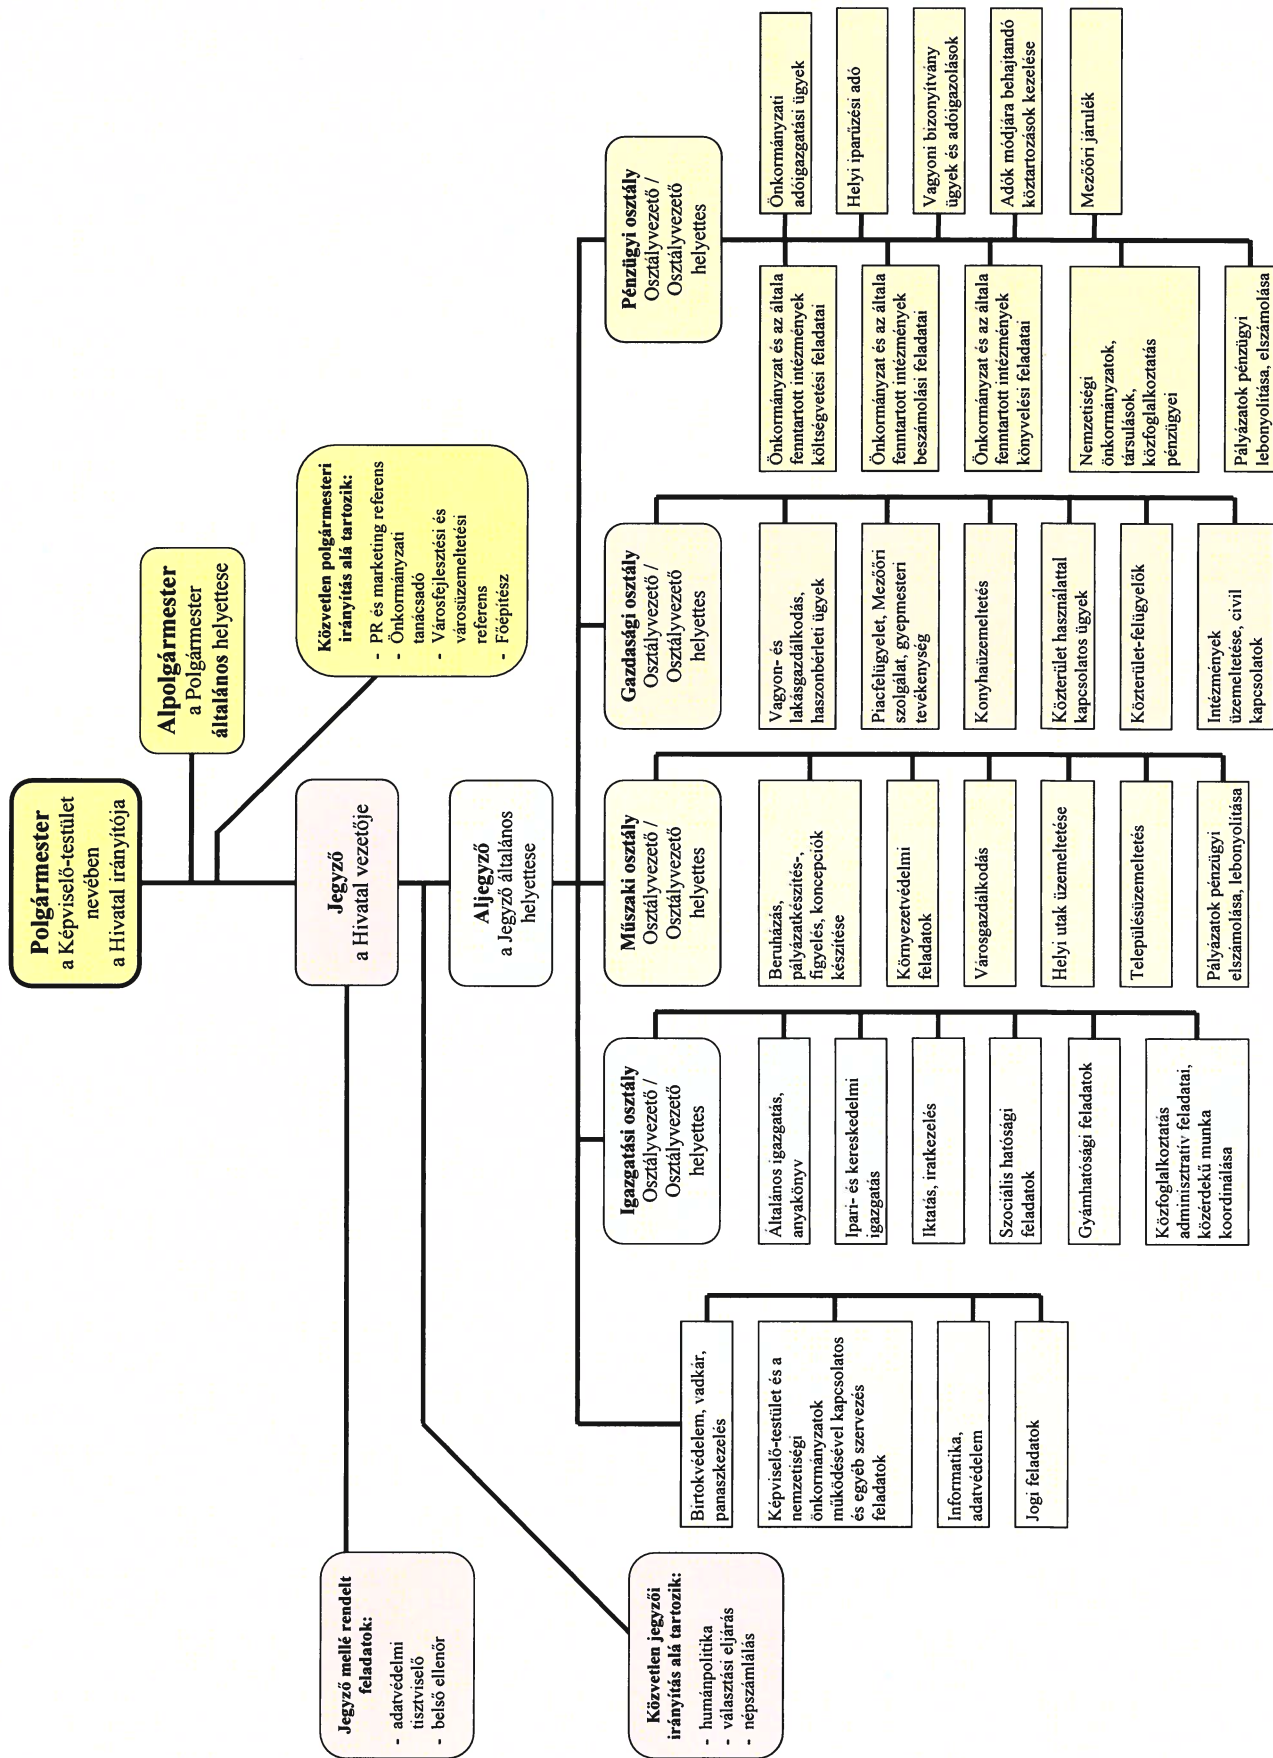 Polgármester
a Képviselő-testület
nevében
a Hivatal irányítója
Alpolgármester
a Polgármester
általános helyettese
Közvetlen polgármesteri
irányítás alá tartozik:
- PR és marketing referens
- Önkormányzati
tanácsadó
- Városfejlesztési és
városüzemeltetési
referens
- Főépítész
Jegyző
a Hivatal vezetője
Jegyző mellé rendelt
feladatok:
- adatvédelmi
tisztviselő
- belső ellenőr
Aljegyző
a Jegyző általános
helyettese
Közvetlen jegyzői
irányítás alá tartozik:
- humánpolitika
- választási eljárás
- népszámlálás
Birtokvédelem, vadkár,
panaszkezelés
Képviselő-testület és a
nemzetiségi
önkormányzatok
működésével kapcsolatos
és egyéb szervezés
feladatok
Informatika,
adatvédelem
Jogi feladatok
Igazgatási osztály
Osztályvezető /
Osztályvezető
helyettes
Általános igazgatás,
anyakönyv
Ipari- és kereskedelmi
igazgatás
Iktatás, iratkezelés
Szociális hatósági
feladatok
Gyámhatósági feladatok
Közfoglalkoztatás
adminisztratív feladatai,
közérdekű munka
koordinálása
Műszaki osztály
Osztályvezető /
Osztályvezető
helyettes
Beruházás,
pályázatkészítés-,
figyelés, koncepciók
készítése
Környezetvédelmi
feladatok
Városgazdálkodás
Helyi utak üzemeltetése
Településüzemeltetés
Pályázatok pénzügyi
elszámolása, lebonyolítása
Gazdasági osztály
Osztályvezető /
Osztályvezető
helyettes
Vagyon- és
lakásgazdálkodás,
haszonbérleti ügyek
Piacfelügyelet, Mezőőri
szolgálat, gyepmesteri
tevékenység
Konyhaüzemeltetés
Közterület használattal
kapcsolatos ügyek
Közterület-felügyelők
Intézmények
üzemeltetése, civil
kapcsolatok
Pénzügyi osztály
Osztályvezető /
Osztályvezető
helyettes
Önkormányzat és az általa
fenntartott intézmények
költségvetési feladatai
Önkormányzat és az általa
fenntartott intézmények
beszámolási feladatai
Önkormányzat és az általa
fenntartott intézmények
könyvelési feladatai
Nemzetiségi
önkormányzatok,
társulások,
közfoglalkoztatás
pénzügyei
Pályázatok pénzügyi
lebonyolítása, elszámolása
Önkormányzati
adóigazgatási ügyek
Helyi iparűzési adó
Vagyoni bizonyítvány
ügyek és adóigazolások
Adók módjára behajtandó
köztartozások kezelése
Mezőőri járulék